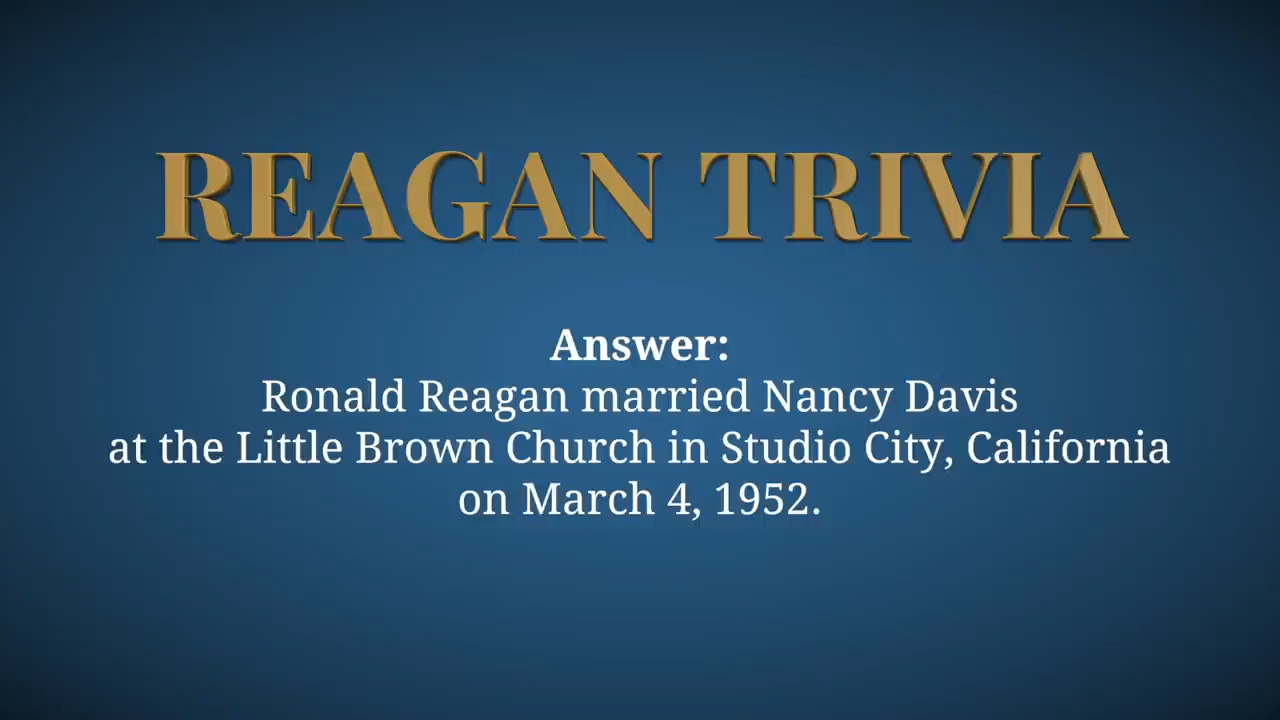 REAGAN TRIVIA
Answer:
Ronald Reagan married Nancy Davis
at the Little Brown Church in Studio City, California
on March 4, 1952.